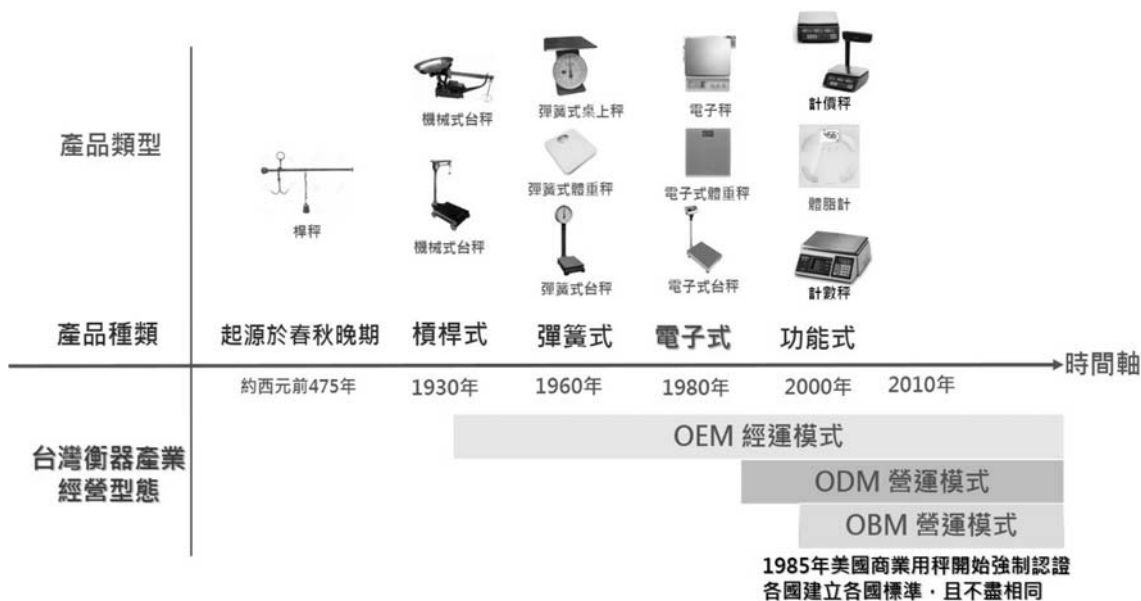 產品類型
桿秤
機械式台秤
機械式台秤
彈簧式桌上秤
彈簧式體重秤
彈簧式台秤
電子秤
電子式體重秤
電子式台秤
計價秤
體脂計
計數秤
產品種類
起源於春秋晚期
槓桿式
彈簧式
電子式
功能式
時間軸
約西元前475年
1930年
1960年
1980年
2000年
2010年
台灣衡器產業
經營型態
OEM 經運模式
ODM 營運模式
OBM 營運模式
1985年美國商業用秤開始強制認證
各國建立各國標準,且不盡相同